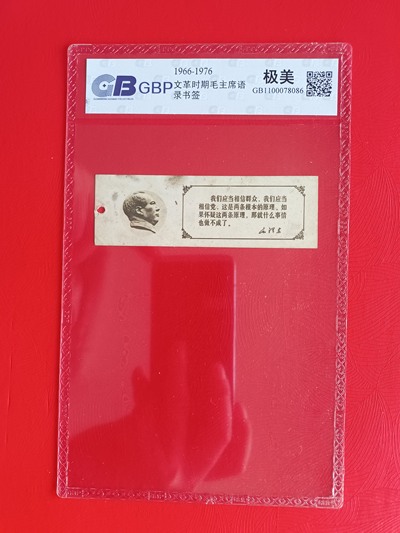 1966-1976
GBP
文革时期毛主席语
录书签
极美
GB1100078086
我们应当相信群众，我们应当
相信党，这是两条根本的原理。如
果怀疑这两条原理，那就什么事情
也做不成了。
毛泽东